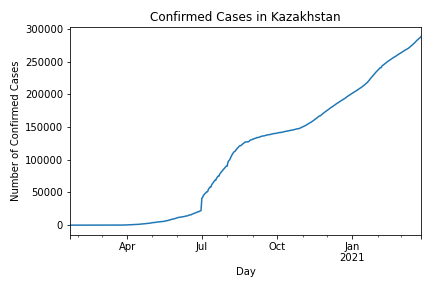 Confirmed Cases in Kazakhstan
300000
250000
200000
150000
100000
50000
0
Number of Confirmed Cases
Apr
Jul
Oct
Jan
2021
Day